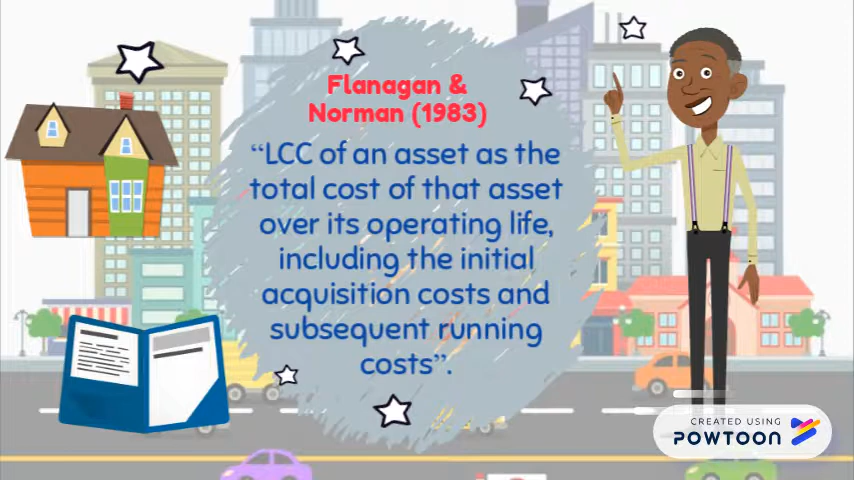 Flanagan &
Norman (1983)
“LCC of an asset as the
total cost of that asset
over its operating life,
including the initial
acquisition costs and
subsequent running
costs”.
CREATED USING
POWTOON